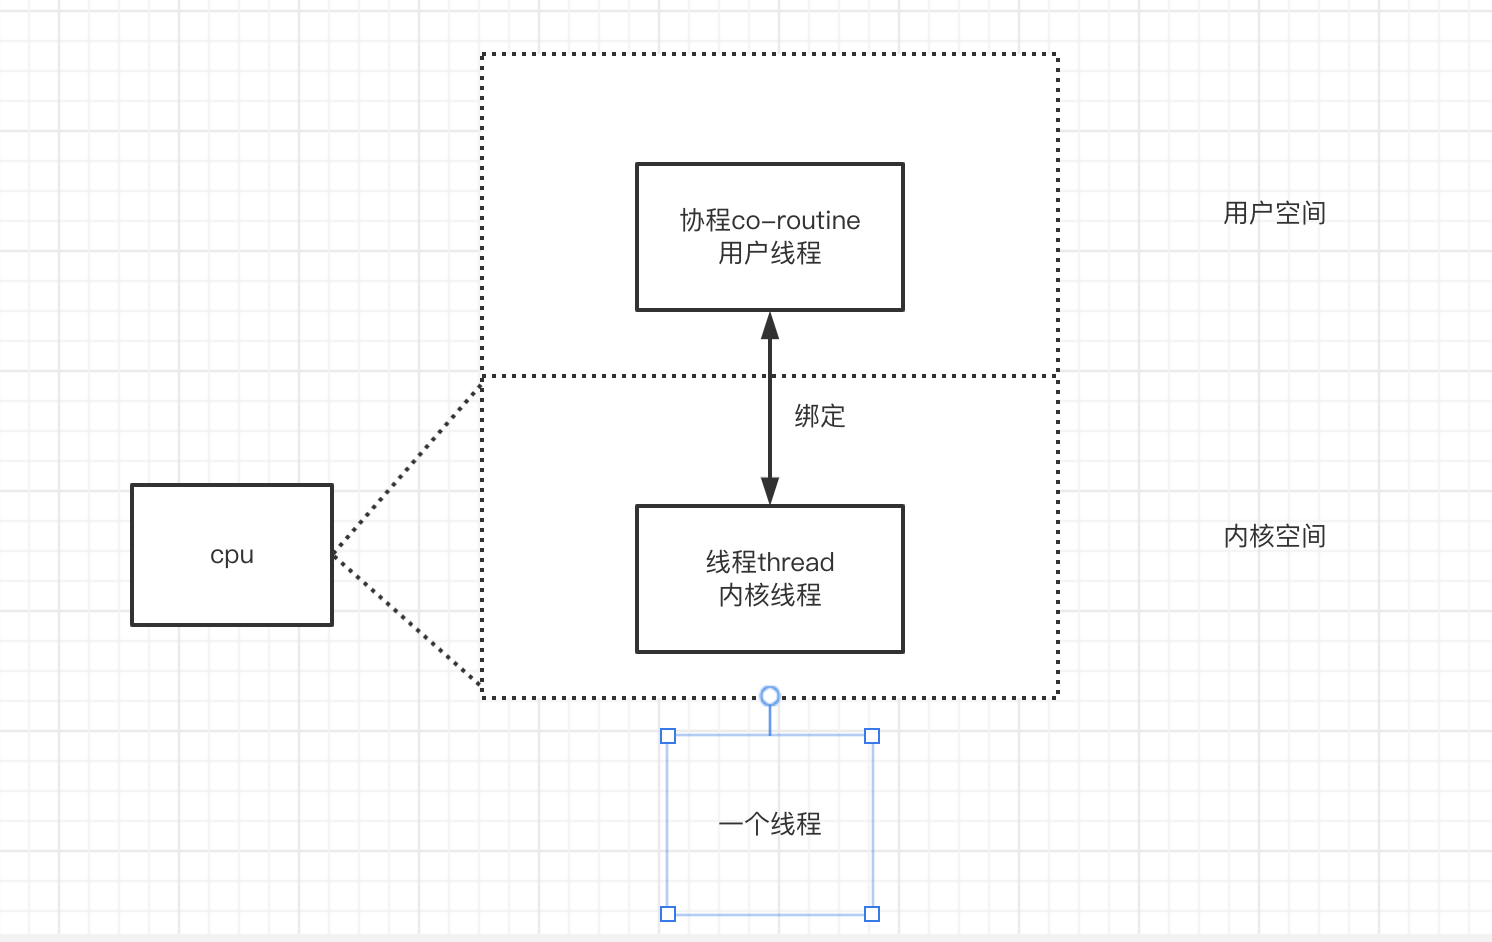 协程co-routine
用户线程
用户空间
绑定
cpu
线程thread
内核线程
内核空间
一个线程